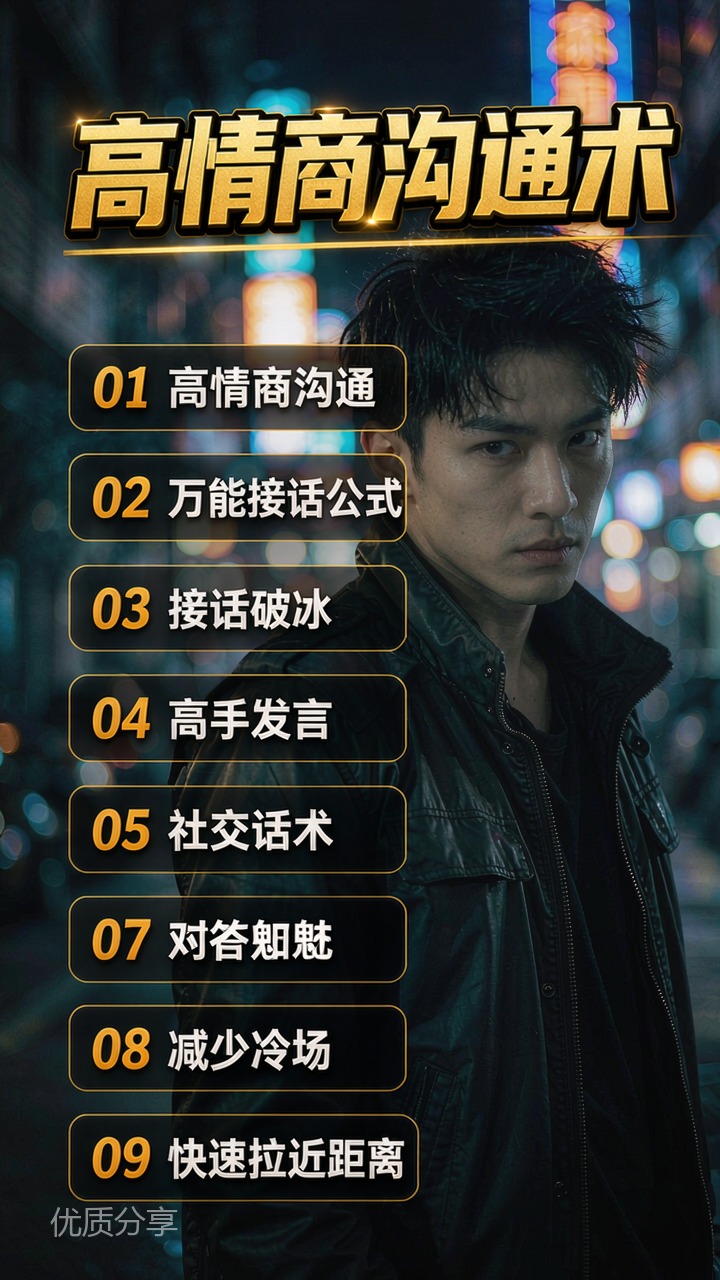 高情商沟通术
01 高情商沟通
02 万能接话公式
03 接话破冰
04 高手发言
05 社交话术
07 对答
08 减少冷场
09 快速拉近距离
优质分享